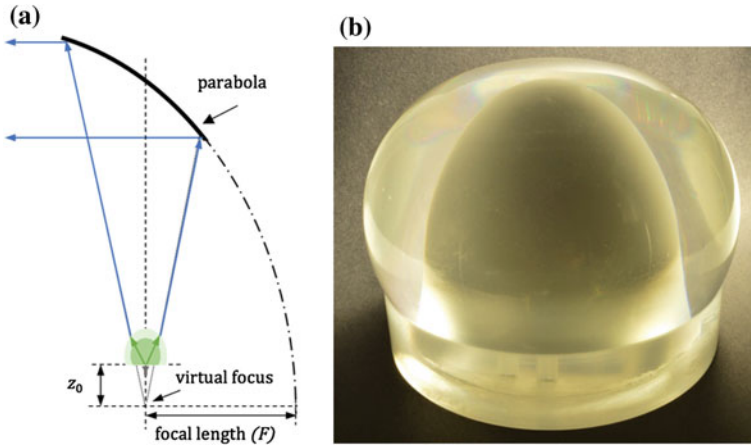 (a)
(b)
parabola
z₀
virtual focus
focal length (F)